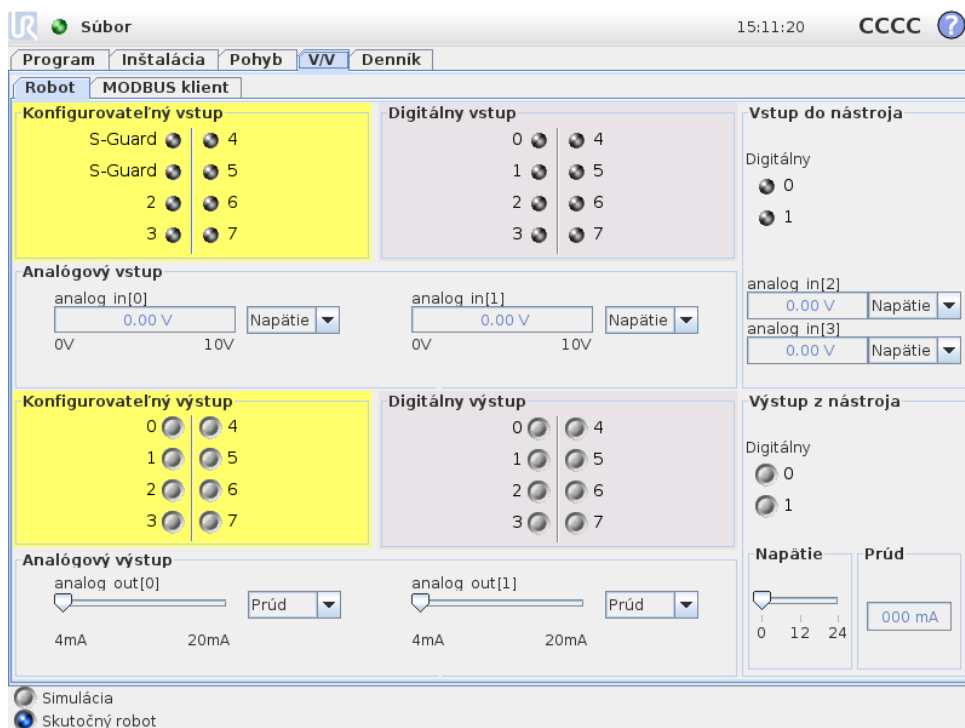 UR Súbor 15:11:20 CCCC ?
Program Inštalácia Pohyb V/V Denník
Robot MODBUS klient
Konfigurovateľný vstup
S-Guard 4
S-Guard 5
2 6
3 7
Digitálny vstup
0 4
1 5
2 6
3 7
Vstup do nástroja
Digitálny
0
1
analog in[2]
0.00 V Napätie
analog in[3]
0.00 V Napätie
Analógový vstup
analog in[0]
0.00 V Napätie
0V 10V
analog in[1]
0.00 V Napätie
0V 10V
Konfigurovateľný výstup
0 4
1 5
2 6
3 7
Digitálny výstup
0 4
1 5
2 6
3 7
Výstup z nástroja
Digitálny
0
1
Napätie
0 12 24
Prúd
000 mA
Analógový výstup
analog out[0]
Prúd
4mA 20mA
analog out[1]
Prúd
4mA 20mA
Simulácia
Skutočný robot